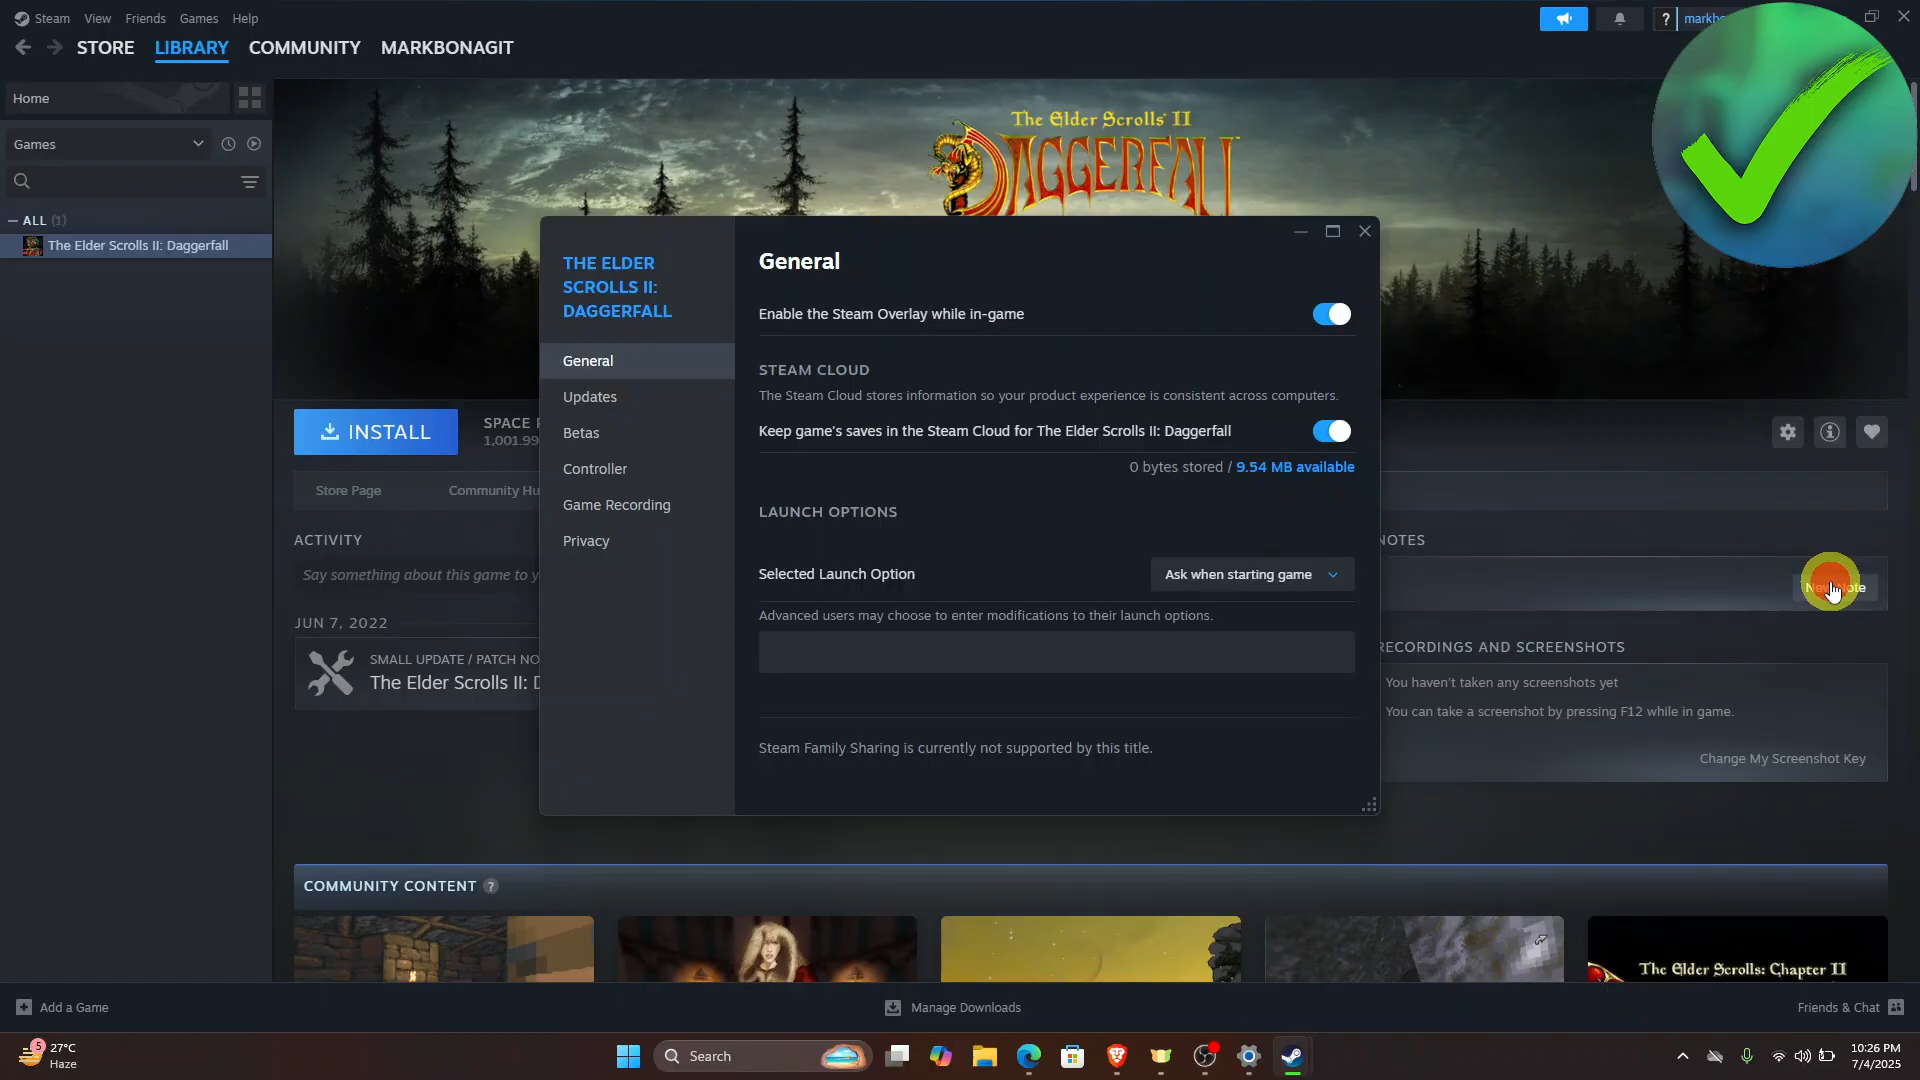 Steam View Friends Games Help
? markbo
STORE LIBRARY COMMUNITY MARKBONAGIT
Home
Games
ALL (1)
The Elder Scrolls II: Daggerfall
The Elder Scrolls II
DAGGERFALL
THE ELDER
SCROLLS II:
DAGGERFALL
General
Updates
Betas
Controller
Game Recording
Privacy
General
Enable the Steam Overlay while in-game
STEAM CLOUD
The Steam Cloud stores information so your product experience is consistent across computers.
Keep game's saves in the Steam Cloud for The Elder Scrolls II: Daggerfall
0 bytes stored / 9.54 MB available
LAUNCH OPTIONS
Selected Launch Option
Ask when starting game
Advanced users may choose to enter modifications to their launch options.
Steam Family Sharing is currently not supported by this title.
INSTALL
SPACE
1,001.99
Store Page
Community Hu
ACTIVITY
Say something about this game to y
JUN 7, 2022
SMALL UPDATE / PATCH NO
The Elder Scrolls II:
NOTES
New Note
RECORDINGS AND SCREENSHOTS
You haven't taken any screenshots yet
You can take a screenshot by pressing F12 while in game.
Change My Screenshot Key
COMMUNITY CONTENT ?
The Elder Scrolls: Chapter II
Add a Game
Manage Downloads
Friends & Chat
5
27°C
Haze
Search
10:26 PM
7/4/2025